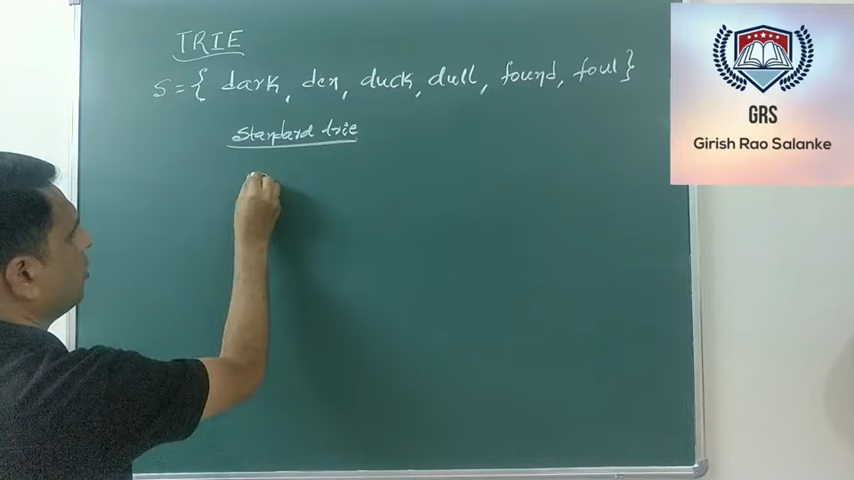 TRIE
S = { dark, den, duck, dull, found, foul }
Standard trie
GRS
Girish Rao Salanke